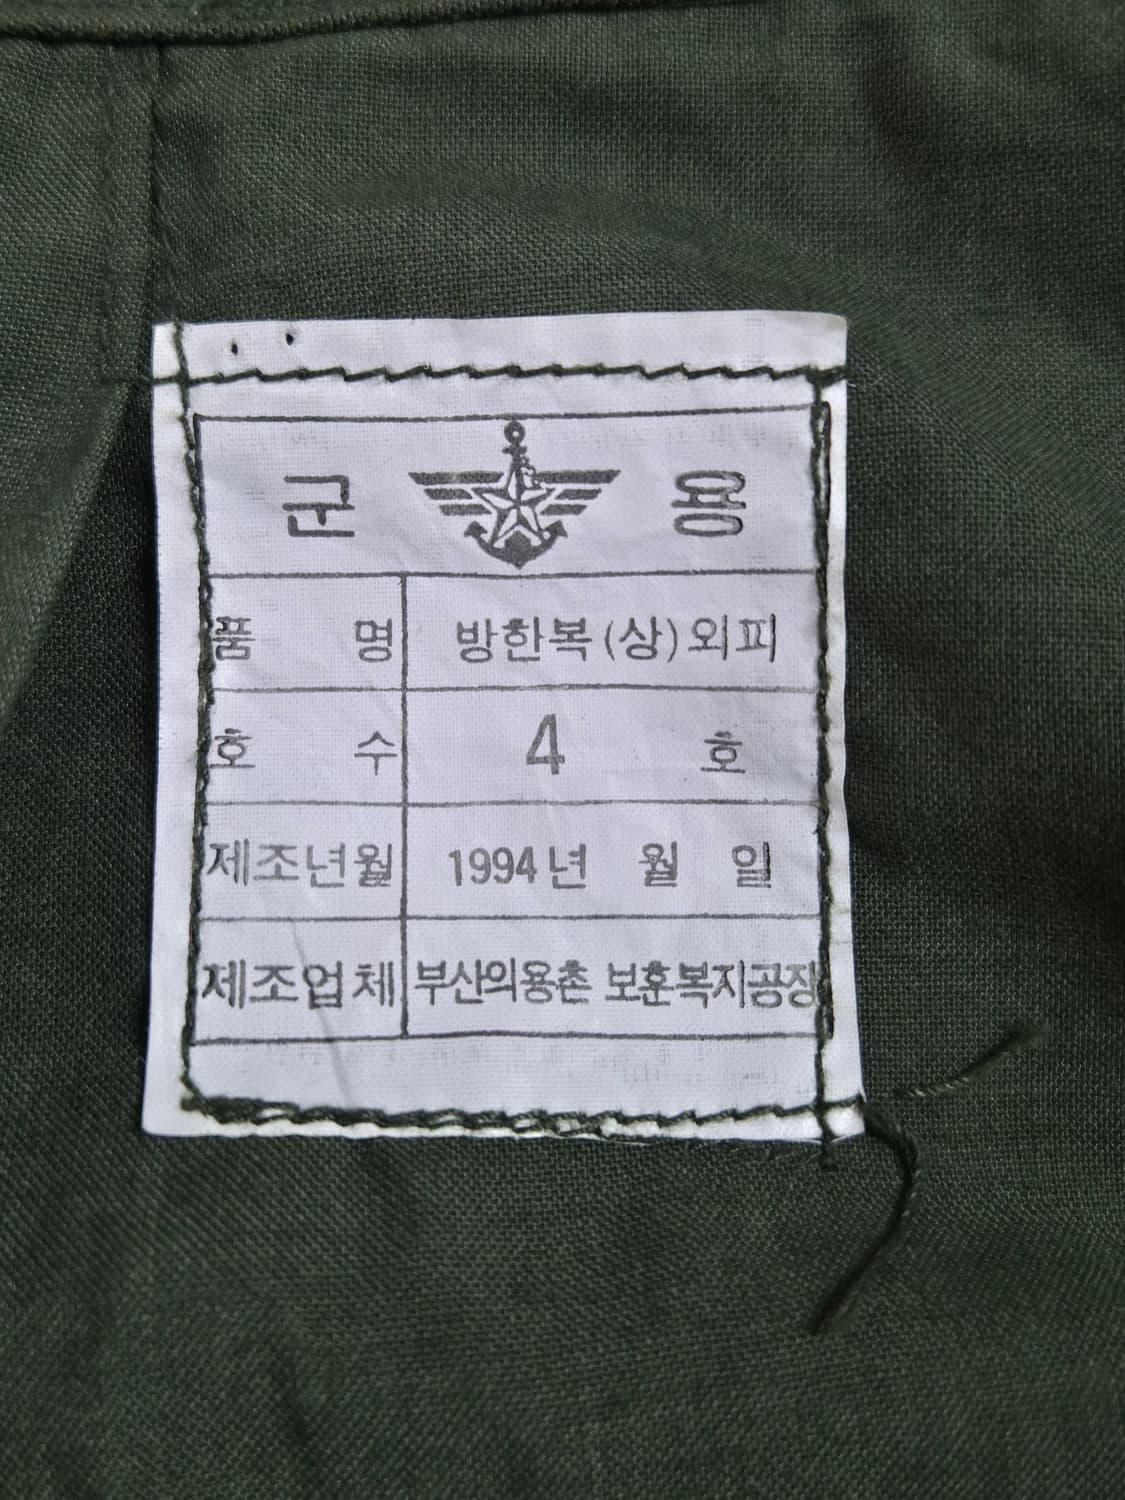 군 용
품 명 방한복(상)외피
호 수 4 호
제조년월 1994년 월 일
제조업체 부산의용촌 보훈복지공장